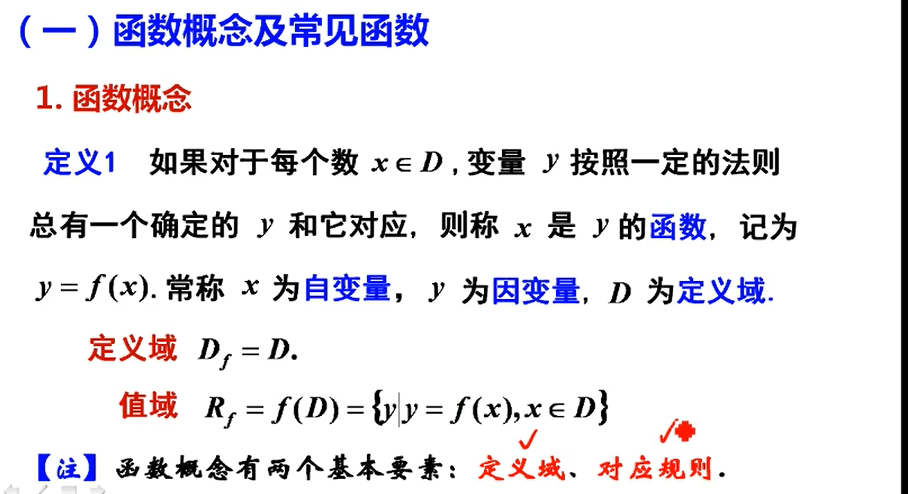 （一）函数概念及常见函数
1. 函数概念
定义1 如果对于每个数 x∈D , 变量 y 按照一定的法则
总有一个确定的 y 和它对应，则称 x 是 y 的函数，记为
y = f(x). 常称 x 为自变量，y 为因变量，D 为定义域.
定义域 D_f = D.
值域 R_f = f(D) = {y|y = f(x), x∈D}
【注】函数概念有两个基本要素：定义域、对应规则.